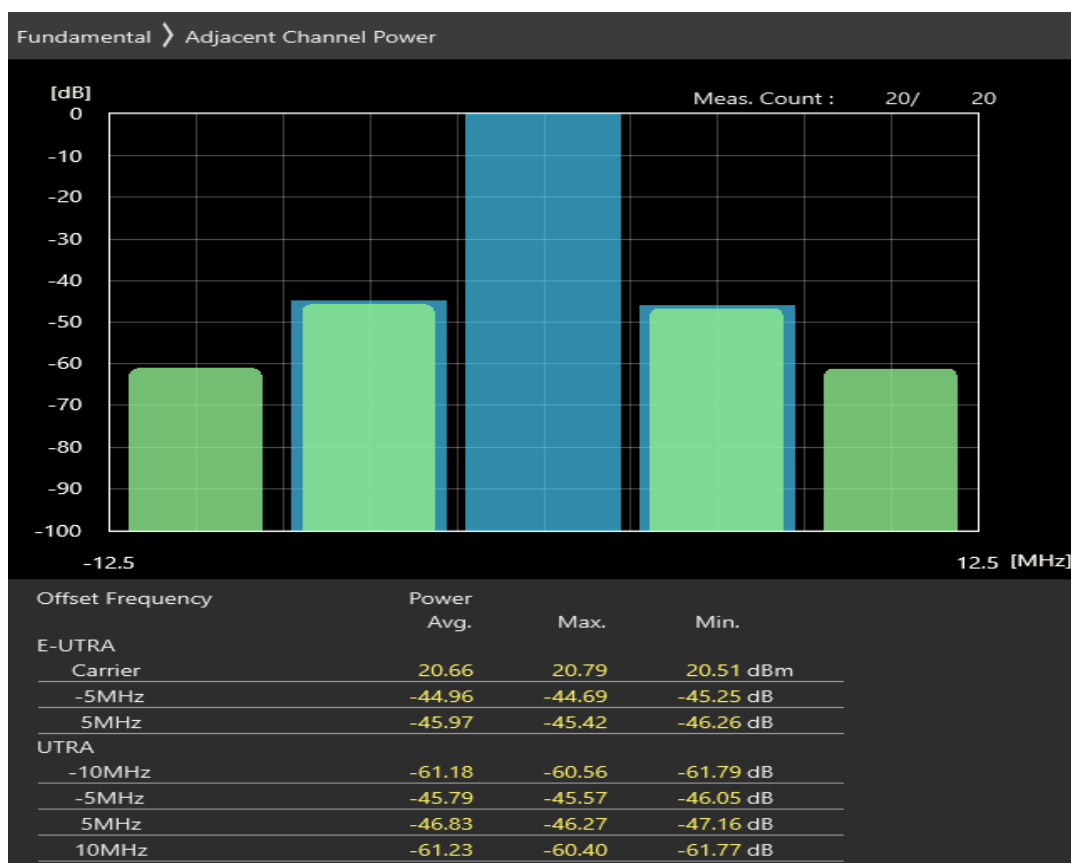 Fundamental ❯ Adjacent Channel Power
[dB]
Meas. Count : 20/ 20
0
-10
-20
-30
-40
-50
-60
-70
-80
-90
-100
-12.5 12.5 [MHz]
Offset Frequency Power
Avg. Max. Min.
E-UTRA
Carrier 20.66 20.79 20.51 dBm
-5MHz -44.96 -44.69 -45.25 dB
5MHz -45.97 -45.42 -46.26 dB
UTRA
-10MHz -61.18 -60.56 -61.79 dB
-5MHz -45.79 -45.57 -46.05 dB
5MHz -46.83 -46.27 -47.16 dB
10MHz -61.23 -60.40 -61.77 dB